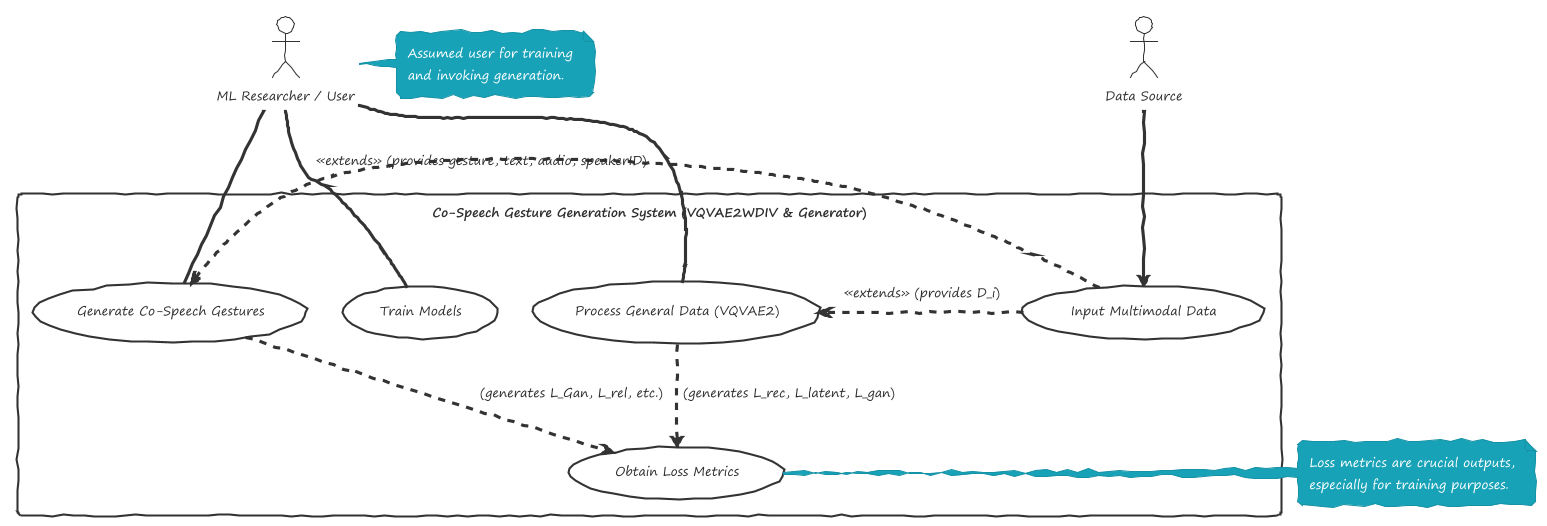 Assumed user for training
and invoking generation.
ML Researcher / User
Data Source
«extends» (provides gesture, text, audio, speakerID)
Co-Speech Gesture Generation System (VQVAE2WDIV & Generator)
«extends» (provides D_i)
Generate Co-Speech Gestures
Train Models
Process General Data (VQVAE2)
Input Multimodal Data
(generates L_Gan, L_rel, etc.)
(generates L_rec, L_latent, L_gan)
Obtain Loss Metrics
Loss metrics are crucial outputs,
especially for training purposes.